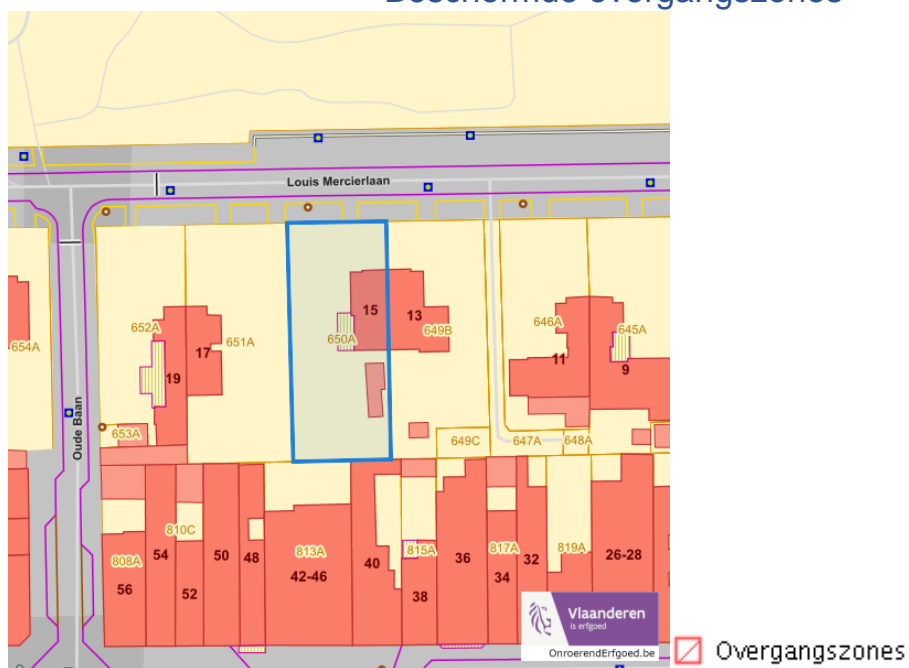 Beschermde overgangszones
Louis Mercierlaan
Oude Baan
654A
652A
19
17
651A
650A
15
13
649B
646A
11
645A
9
653A
649C
647A
648A
808A
56
54
810C
52
50
48
813A
42-46
40
815A
38
36
817A
34
32
819A
26-28
Vlaanderen
is erfgoed
OnroerendErfgoed.be
Overgangszones